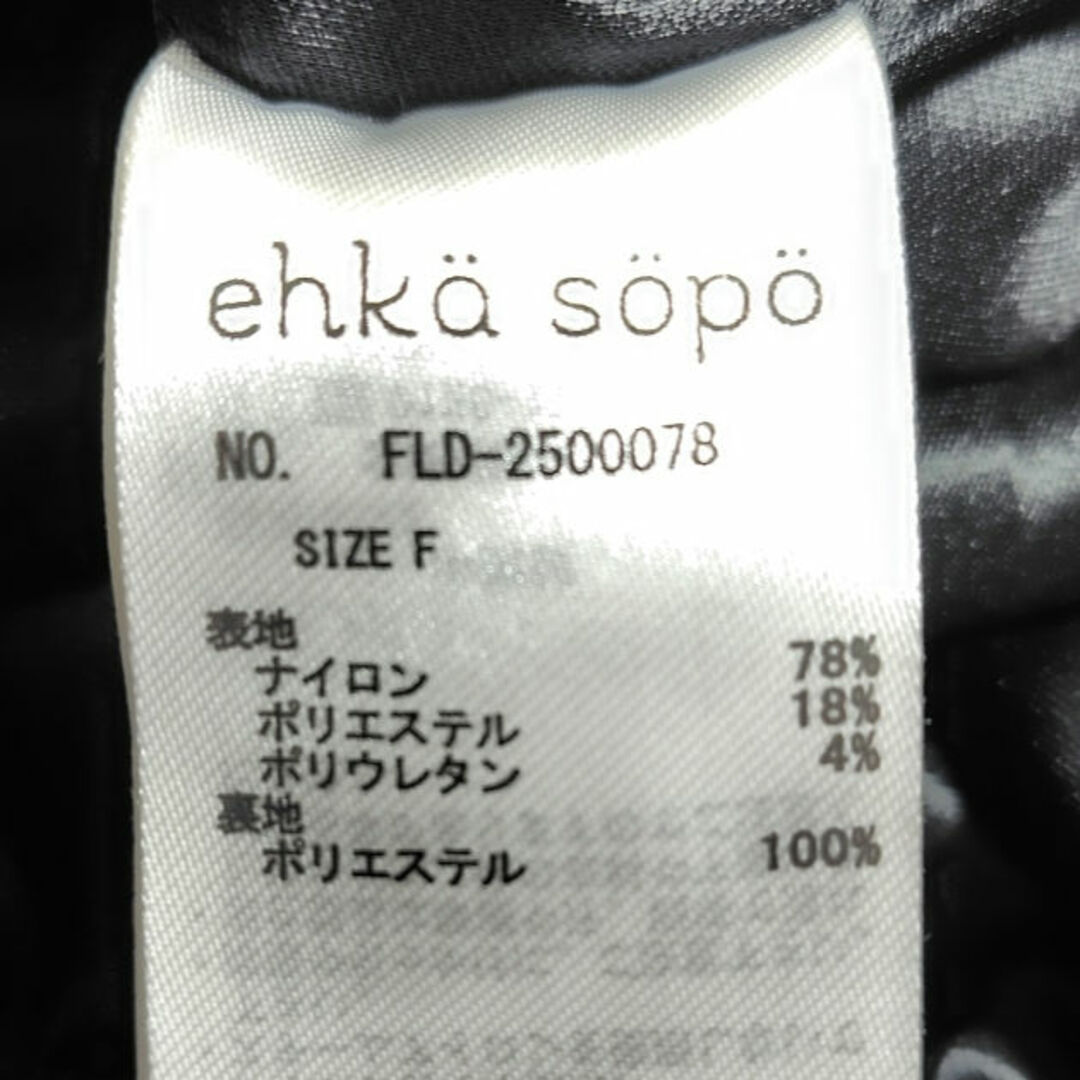 ehkä söpö
NO. FLD-2500078
SIZE F
表地
ナイロン 78%
ポリエステル 18%
ポリウレタン 4%
裏地
ポリエステル 100%